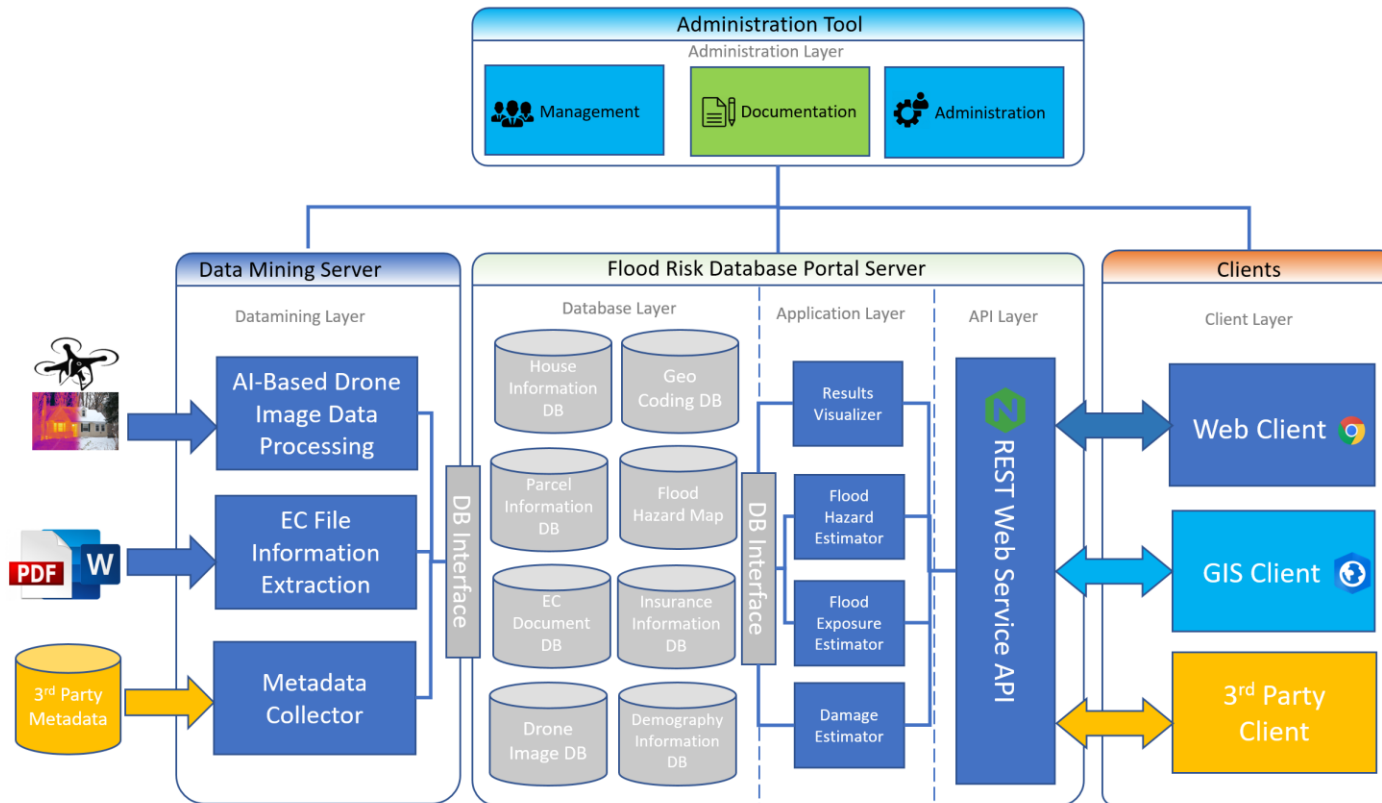 Administration Tool
Administration Layer
Management
Documentation
Administration
Data Mining Server
Datamining Layer
PDF
W
3rd Party
Metadata
AI-Based Drone
Image Data
Processing
EC File
Information
Extraction
Metadada
Collector
DB Interface
Flood Risk Database Portal Server
Database Layer
House
Information
DB
Geo
Coding DB
Parcel
Information
DB
Flood
Hazard Map
EC
Document
DB
Insurance
Information
DB
Drone
Image DB
Demography
Information
DB
DB Interface
Application Layer
Results
Visualizer
Flood
Hazard
Estimator
Flood
Exposure
Estimator
Damage
Estimator
API Layer
N
REST Web Service API
Clients
Client Layer
Web Client
GIS Client
3rd Party
Client